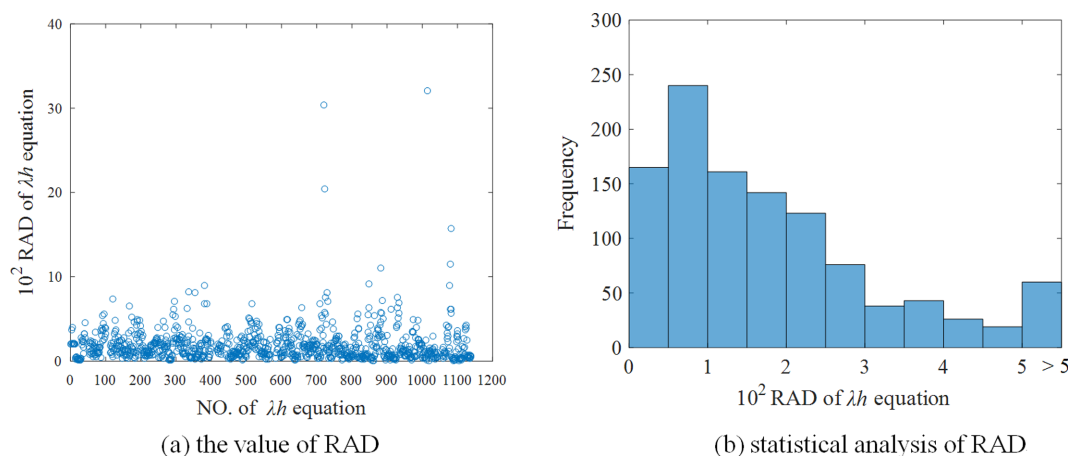 40
30
20
10
0
10² RAD of λh equation
0 100 200 300 400 500 600 700 800 900 1000 1100 1200
NO. of λh equation
(a) the value of RAD
300
250
200
150
100
50
0
Frequency
0 1 2 3 4 5 > 5
10² RAD of λh equation
(b) statistical analysis of RAD